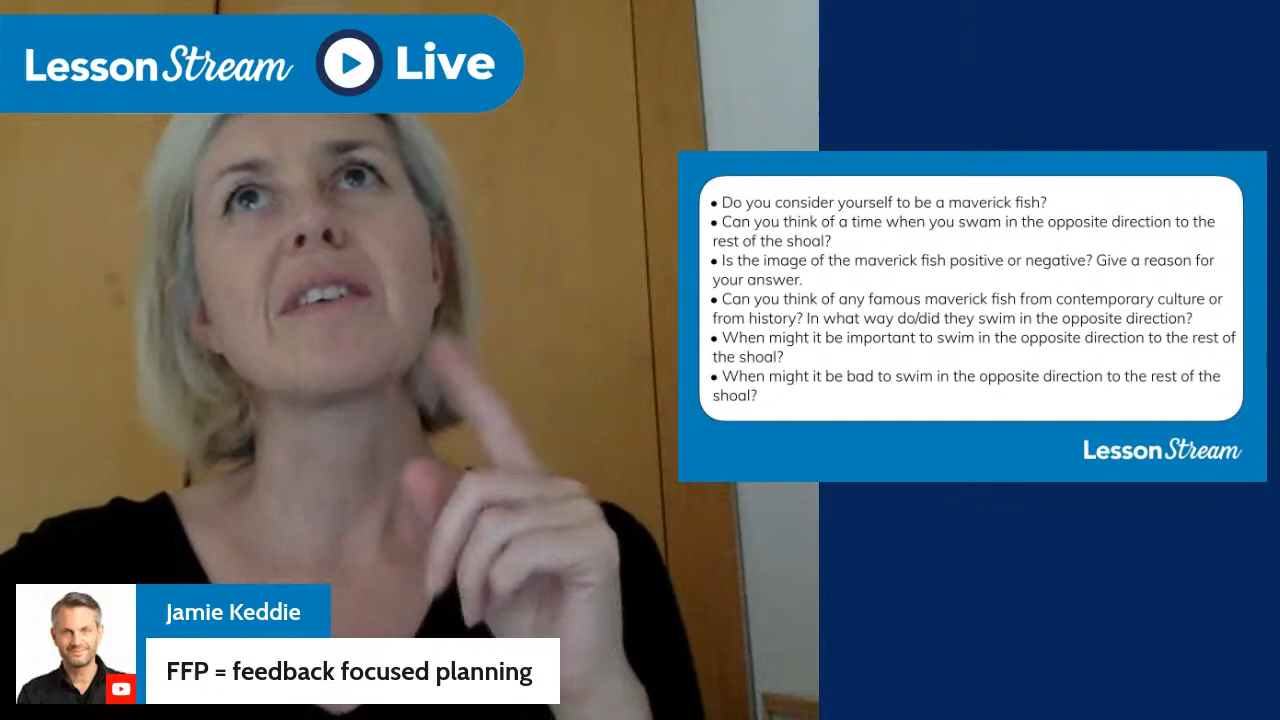 LessonStream Live
• Do you consider yourself to be a maverick fish?
• Can you think of a time when you swam in the opposite direction to the
rest of the shoal?
• Is the image of the maverick fish positive or negative? Give a reason for
your answer.
• Can you think of any famous maverick fish from contemporary culture or
from history? In what way do/did they swim in the opposite direction?
• When might it be important to swim in the opposite direction to the rest of
the shoal?
• When might it be bad to swim in the opposite direction to the rest of the
shoal?
LessonStream
Jamie Keddie
FFP = feedback focused planning